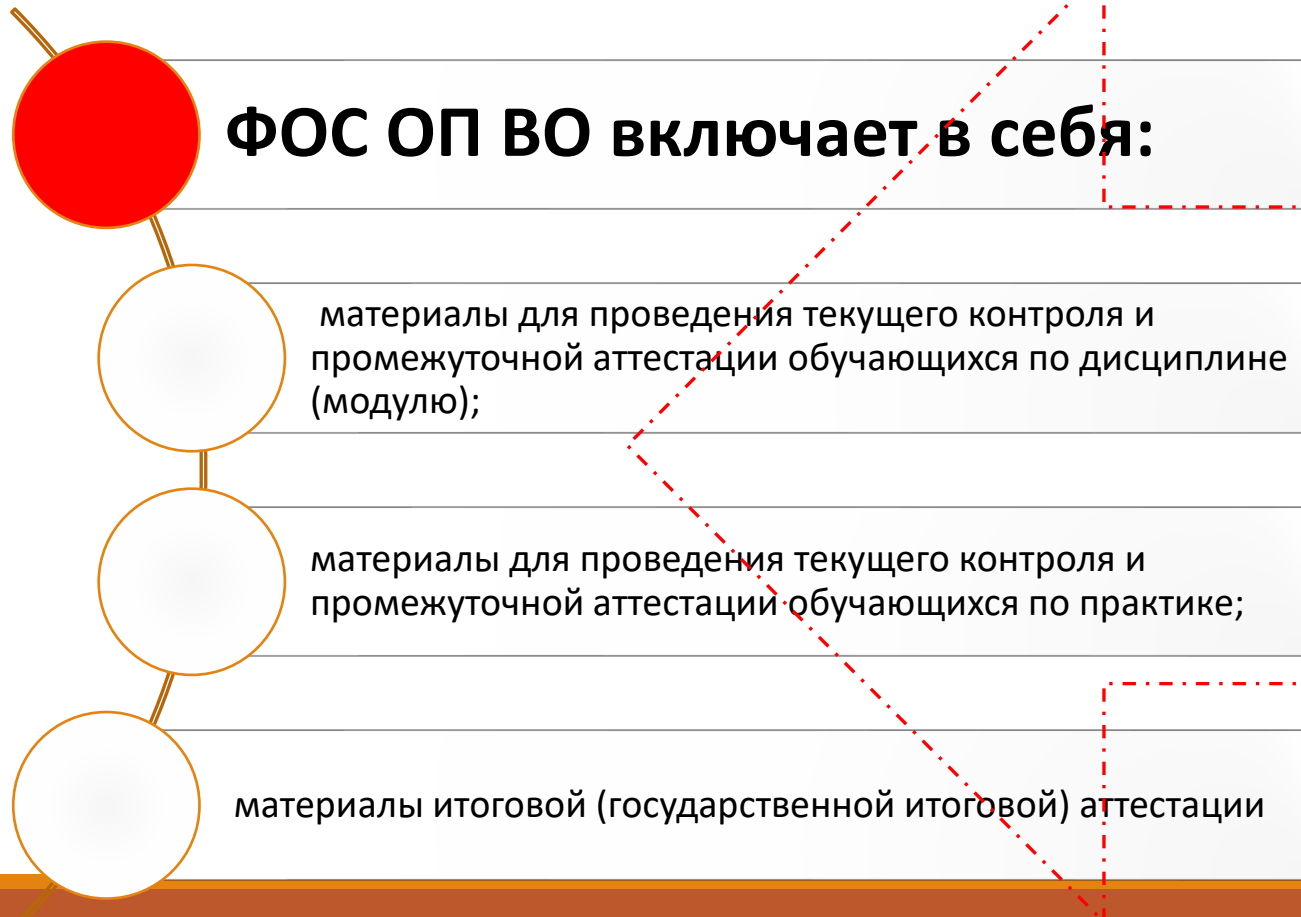 ФОС ОП ВО включает в себя:
материалы для проведения текущего контроля и
промежуточной аттестации обучающихся по дисциплине
(модулю);
материалы для проведения текущего контроля и
промежуточной аттестации обучающихся по практике;
материалы итоговой (государственной итоговой) аттестации